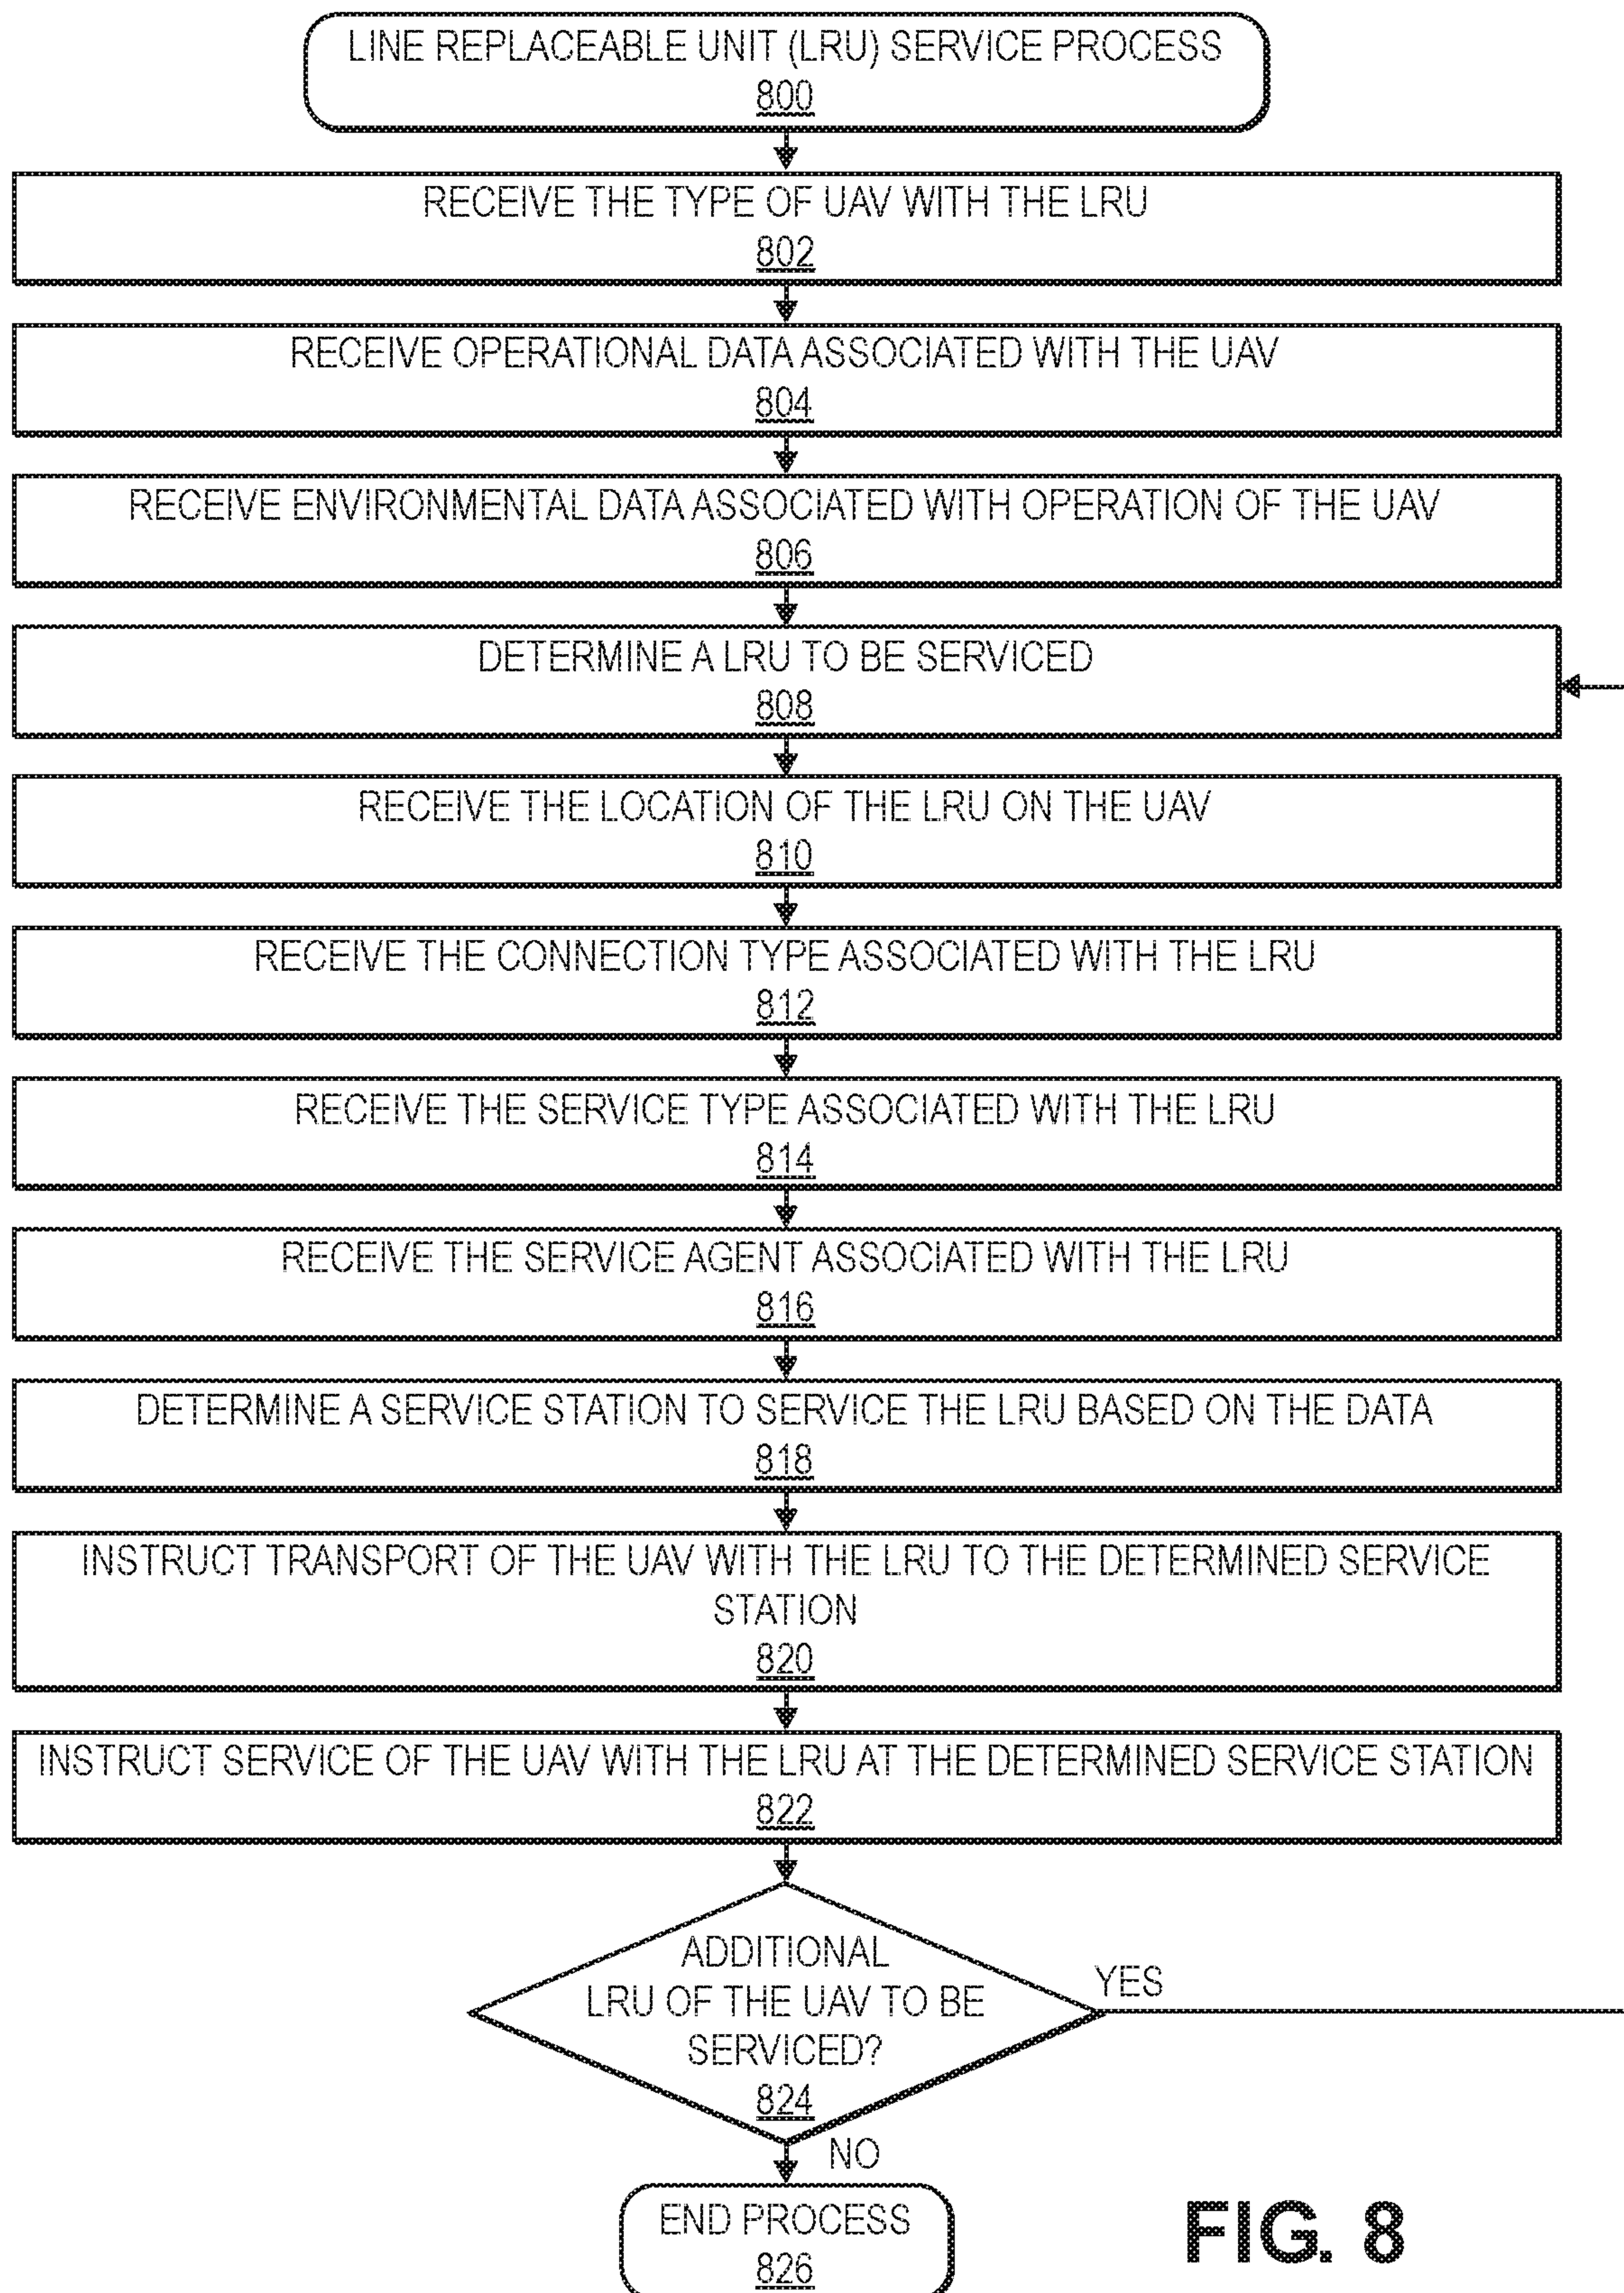 LINE REPLACEABLE UNIT (LRU) SERVICE PROCESS
800
RECEIVE THE TYPE OF UAV WITH THE LRU
802
RECEIVE OPERATIONAL DATA ASSOCIATED WITH THE UAV
804
RECEIVE ENVIRONMENTAL DATA ASSOCIATED WITH OPERATION OF THE UAV
806
DETERMINE A LRU TO BE SERVICED
808
RECEIVE THE LOCATION OF THE LRU ON THE UAV
810
RECEIVE THE CONNECTION TYPE ASSOCIATED WITH THE LRU
812
RECEIVE THE SERVICE TYPE ASSOCIATED WITH THE LRU
814
RECEIVE THE SERVICE AGENT ASSOCIATED WITH THE LRU
816
DETERMINE A SERVICE STATION TO SERVICE THE LRU BASED ON THE DATA
818
INSTRUCT TRANSPORT OF THE UAV WITH THE LRU TO THE DETERMINED SERVICE
STATION
820
INSTRUCT SERVICE OF THE UAV WITH THE LRU AT THE DETERMINED SERVICE STATION
822
ADDITIONAL
LRU OF THE UAV TO BE
SERVICED?
824
YES
NO
END PROCESS
826
FIG. 8